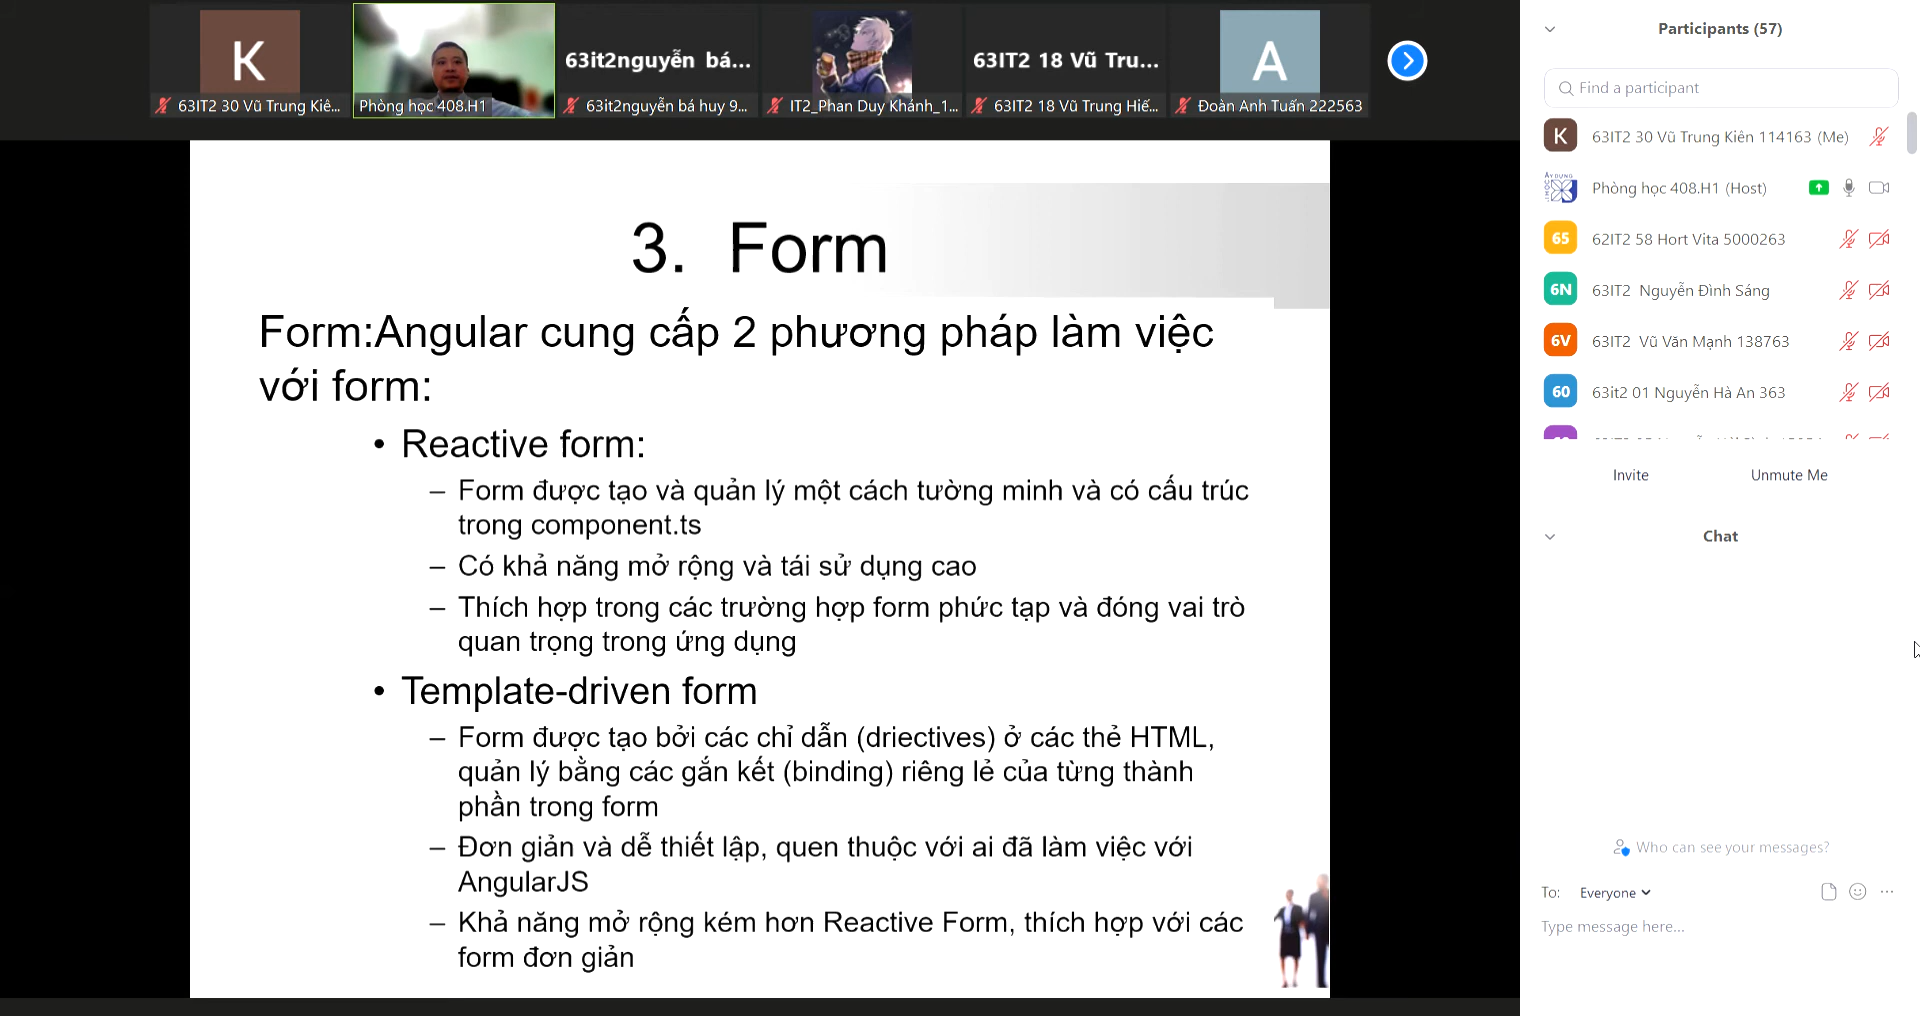 K
63IT2 30 Vũ Trung Kiê...
Phòng học 408.H1
63it2nguyễn bá...
63it2nguyễn bá huy 9...
IT2_Phan Duy Khánh_1...
63IT2 18 Vũ Tru...
63IT2 18 Vũ Trung Hiế...
A
Đoàn Anh Tuấn 222563
3. Form
Form:Angular cung cấp 2 phương pháp làm việc
với form:
• Reactive form:
– Form được tạo và quản lý một cách tường minh và có cấu trúc
trong component.ts
– Có khả năng mở rộng và tái sử dụng cao
– Thích hợp trong các trường hợp form phức tạp và đóng vai trò
quan trọng trong ứng dụng
• Template-driven form
– Form được tạo bởi các chỉ dẫn (driectives) ở các thẻ HTML,
quản lý bằng các gắn kết (binding) riêng lẻ của từng thành
phần trong form
– Đơn giản và dễ thiết lập, quen thuộc với ai đã làm việc với
AngularJS
– Khả năng mở rộng kém hơn Reactive Form, thích hợp với các
form đơn giản
Participants (57)
Find a participant
K 63IT2 30 Vũ Trung Kiên 114163 (Me)
Phòng học 408.H1 (Host)
65 62IT2 58 Hort Vita 5000263
6N 63IT2 Nguyễn Đình Sáng
6V 63IT2 Vũ Văn Mạnh 138763
60 63it2 01 Nguyễn Hà An 363
Invite
Unmute Me
Chat
Who can see your messages?
To: Everyone
Type message here...